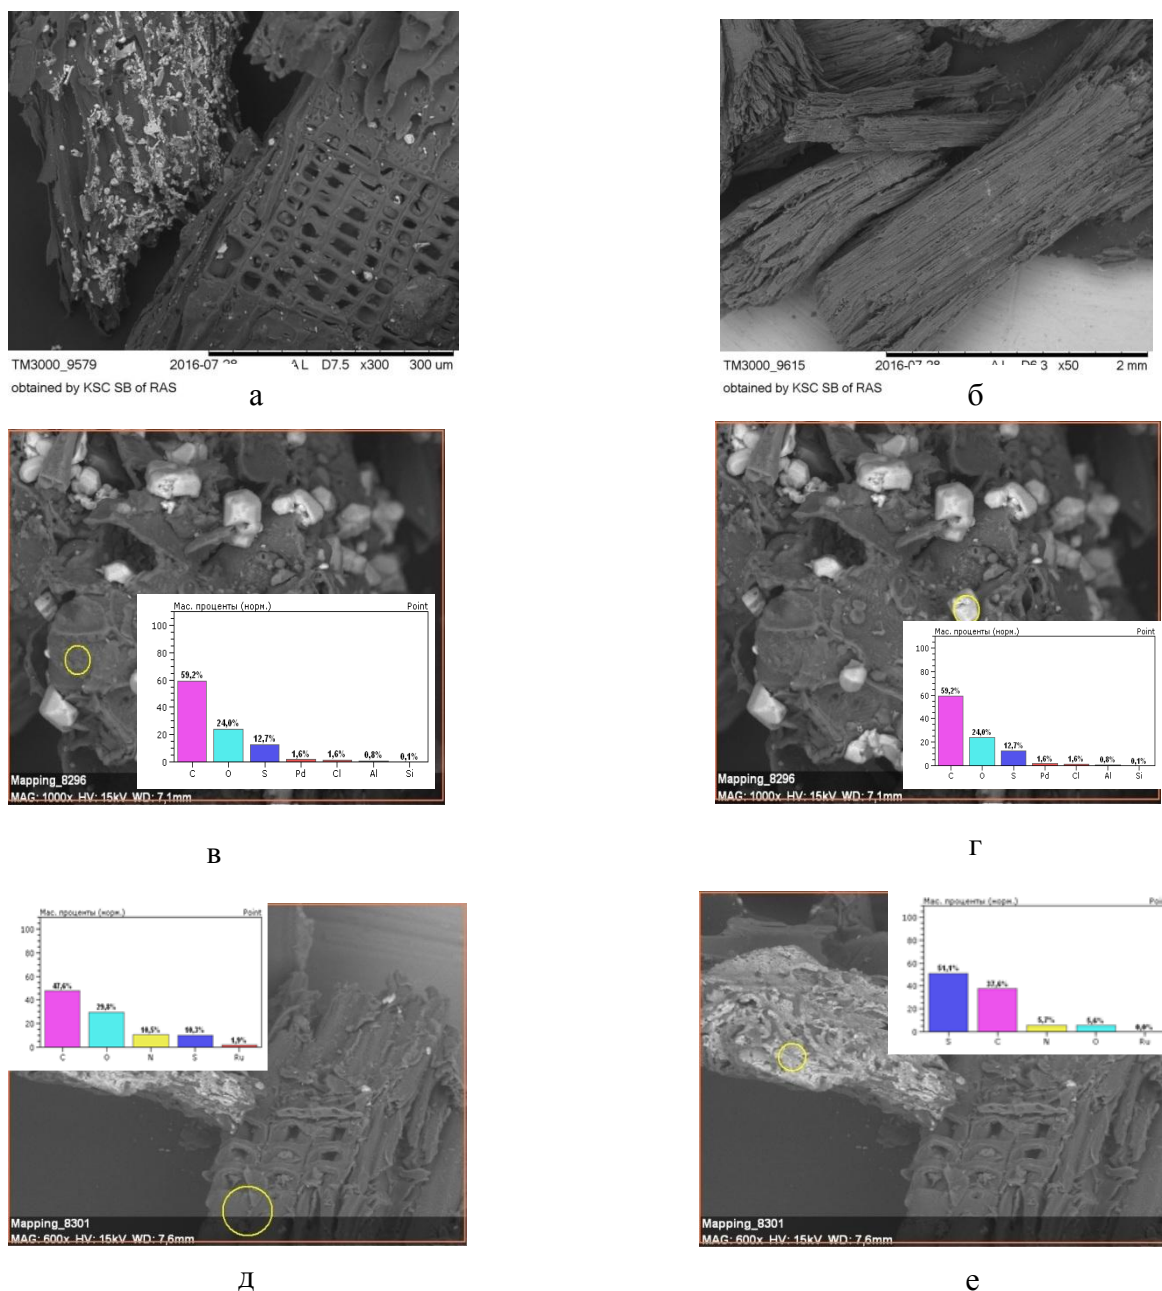 TM3000_9579 2016-07 A L D7.5 x300 300 um
obtained by KSC SB of RAS
а
TM3000_9615 x50 2 mm
obtained by KSC SB of RAS
б
Мас. проценты (норм.) Point
100
80
60
40
20
0
59,2%
24,0%
12,7%
1,6%
1,6%
0,8%
0,1%
C O S Pd Cl Al Si
Mapping_8296
MAG: 1000x HV: 15kV WD: 7,1mm
в
Мас. проценты (норм.) Point
100
80
60
40
20
0
59,2%
24,0%
12,7%
1,6%
1,6%
0,8%
0,1%
C O S Pd Cl Al Si
Mapping_8296
MAG: 1000x HV: 15kV WD: 7,1mm
г
Мас. проценты (норм.) Point
100
80
60
40
20
0
47,6%
29,8%
10,5%
10,3%
1,9%
C O N S Ru
Mapping_8301
MAG: 600x HV: 15kV WD: 7,6mm
д
Мас. проценты (норм.)
100
80
60
40
20
0
51,1%
37,6%
5,7%
5,6%
0,0%
S C N O Ru
Mapping_8301
MAG: 600x HV: 15kV WD: 7,6mm
е